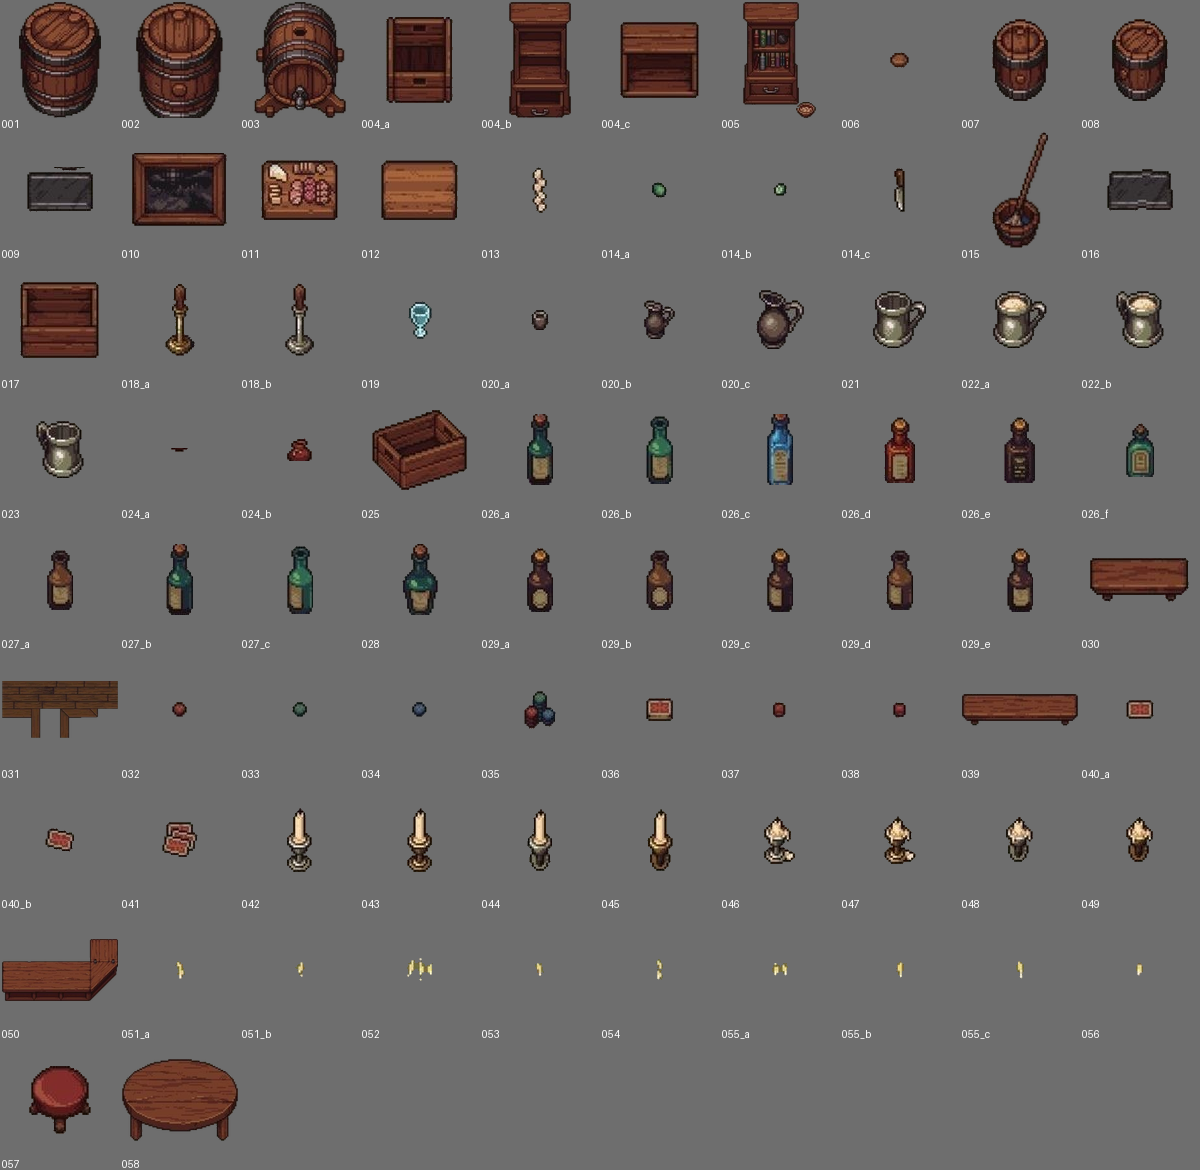 001 002 003 004_a 004_b 004_c 005 006 007 008
009 010 011 012 013 014_a 014_b 014_c 015 016
017 018_a 018_b 019 020_a 020_b 020_c 021 022_a 022_b
023 024_a 024_b 025 026_a 026_b 026_c 026_d 026_e 026_f
027_a 027_b 027_c 028 029_a 029_b 029_c 029_d 029_e 030
031 032 033 034 035 036 037 038 039 040_a
040_b 041 042 043 044 045 046 047 048 049
050 051_a 051_b 052 053 054 055_a 055_b 055_c 056
057 058